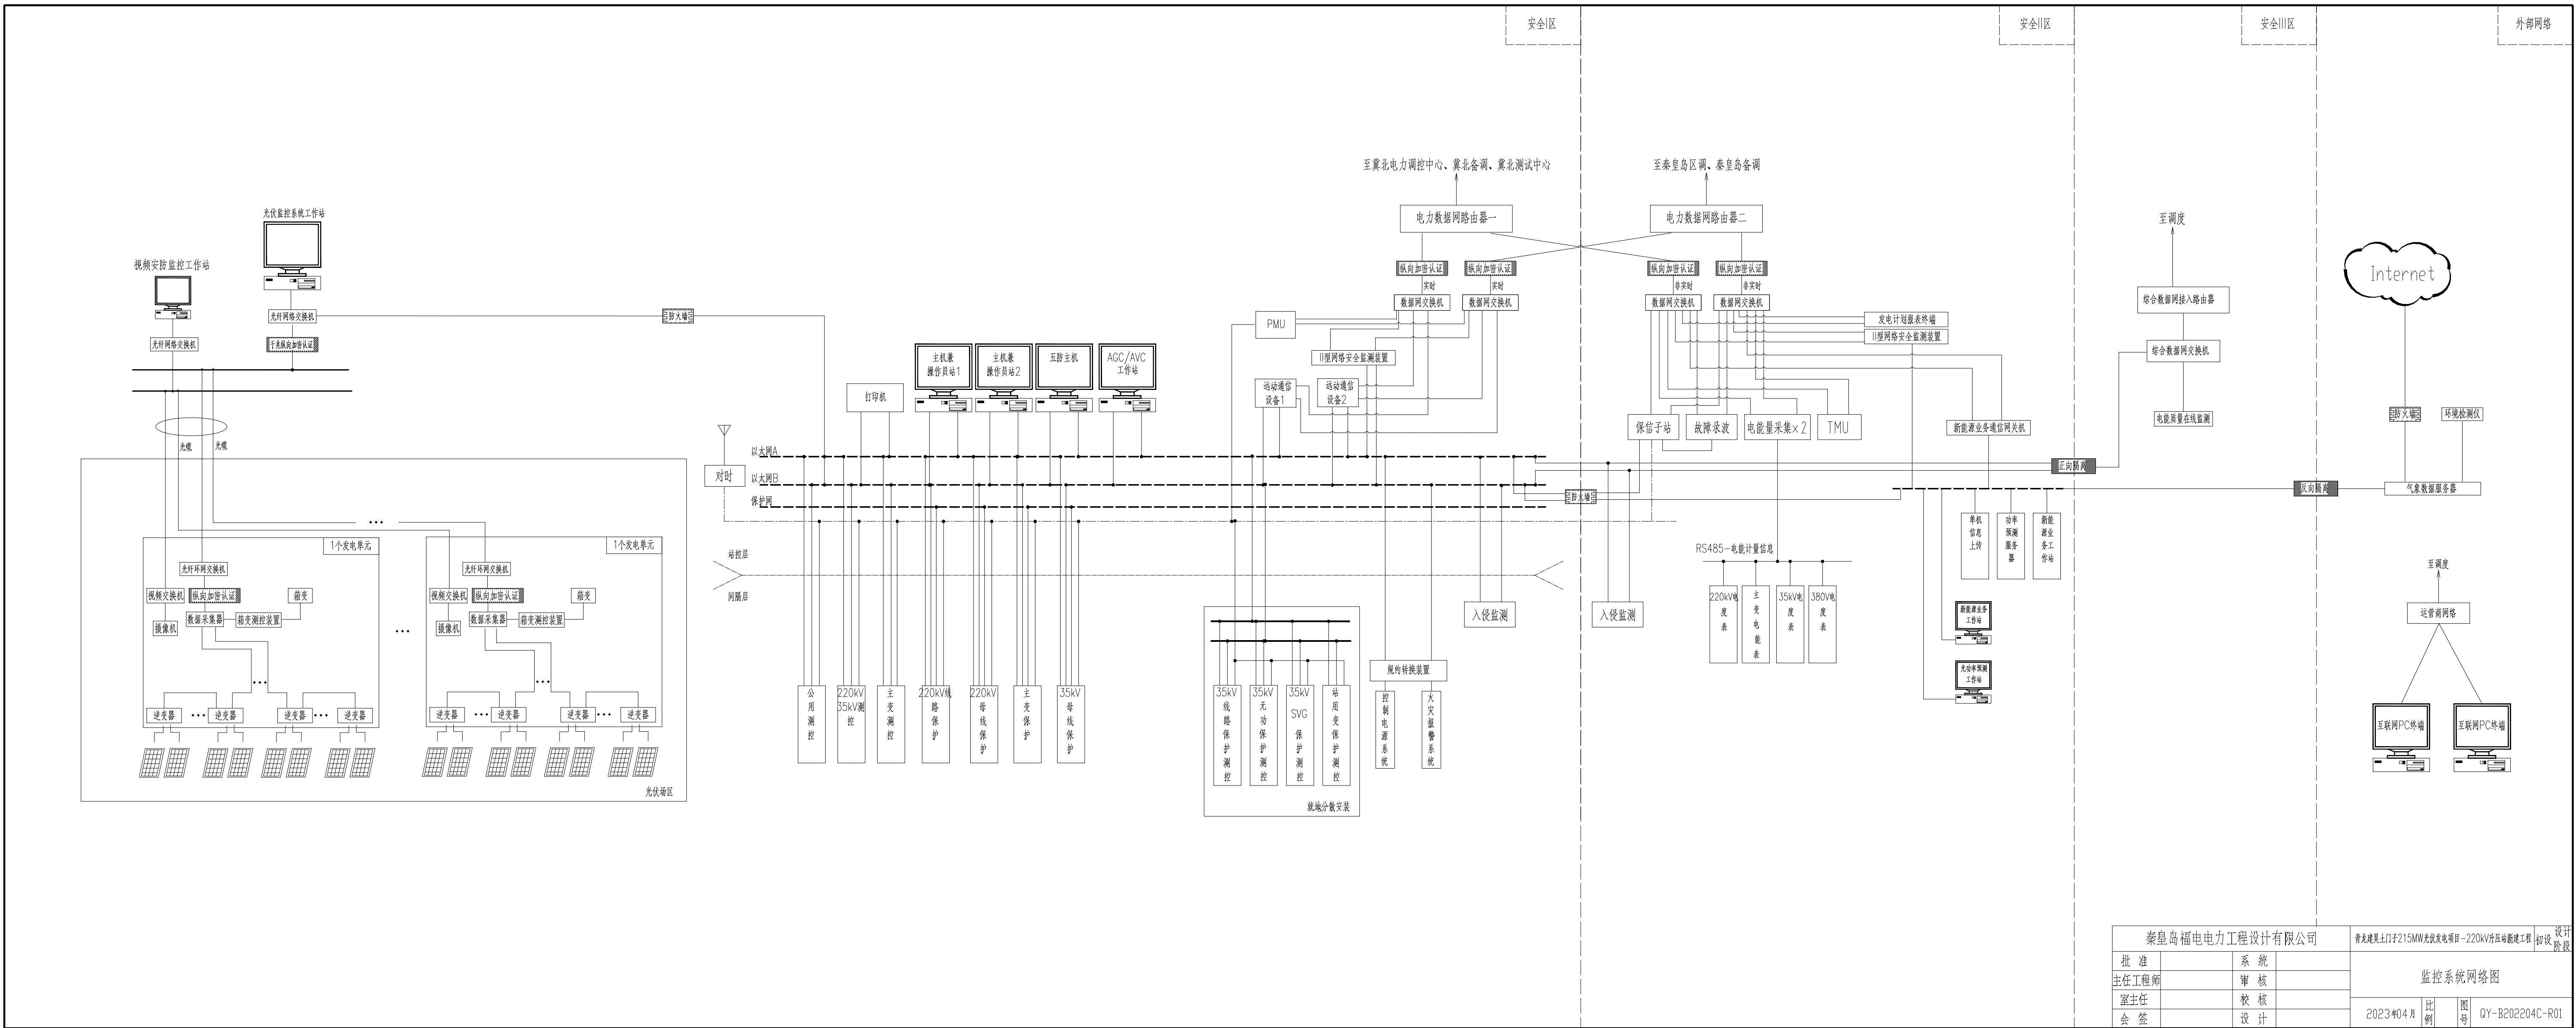 安全I区
安全II区
安全III区
外部网络
至冀北电力调控中心、冀北备调、冀北测试中心
至秦皇岛区调、秦皇岛备调
电力数据网路由器一
电力数据网路由器二
至调度
光伏监控系统工作站
视频安防监控工作站
纵向加密认证
纵向加密认证
纵向加密认证
纵向加密认证
实时
实时
非实时
非实时
数据网交换机
数据网交换机
数据网交换机
数据网交换机
Internet
综合数据网接入路由器
光纤网络交换机
防火墙
PMU
发电计划报表终端
II型网络安全监测装置
光纤网络交换机
千兆纵向加密认证
II型网络安全监测装置
综合数据网交换机
主机兼
操作员站1
主机兼
操作员站2
五防主机
AGC/AVC
工作站
打印机
远动通信
设备1
远动通信
设备2
保信子站
故障录波
电能量采集×2
TMU
新能源业务通信网关机
电能质量在线监测
防火墙
环境检测仪
光缆
光缆
对时
以太网A
以太网B
保护网
正向隔离
反向隔离
气象数据服务器
防火墙
1个发电单元
1个发电单元
单机
信息
上传
功率
预测
服务
器
新能
源业
务工
作站
站控层
间隔层
RS485-电能计量信息
光纤环网交换机
光纤环网交换机
视频交换机
纵向加密认证
箱变
视频交换机
纵向加密认证
箱变
摄像机
数据采集器
箱变测控装置
摄像机
数据采集器
箱变测控装置
入侵监测
入侵监测
220kV电
度
表
主
变
电
能
表
35kV电
度
表
380V电
度
表
新能源业务
工作站
光功率预测
工作站
至调度
运营商网络
互联网PC终端
互联网PC终端
逆变器
逆变器
逆变器
逆变器
逆变器
逆变器
逆变器
逆变器
光伏场区
公
用
测
控
220kV
35kV测
控
主
变
测
控
220kV线
路
保
护
220kV
母
线
保
护
主
变
保
护
35kV
母
线
保
护
35kV
线
路
保
护
测
控
35kV
无
功
保
护
测
控
35kV
SVG
保
护
测
控
站
用
变
保
护
测
控
就地分散安装
规约转换装置
控
制
电
源
系
统
火
灾
报
警
系
统
秦皇岛福电电力工程设计有限公司
青龙建昊土门子215MW光伏发电项目-220kV升压站新建工程
初设
设计
阶段
批 准
系 统
主任工程师
审 核
室主任
校 核
会 签
设 计
监控系统网络图
2023年04月
比
例
图
号
QY-B202204C-R01